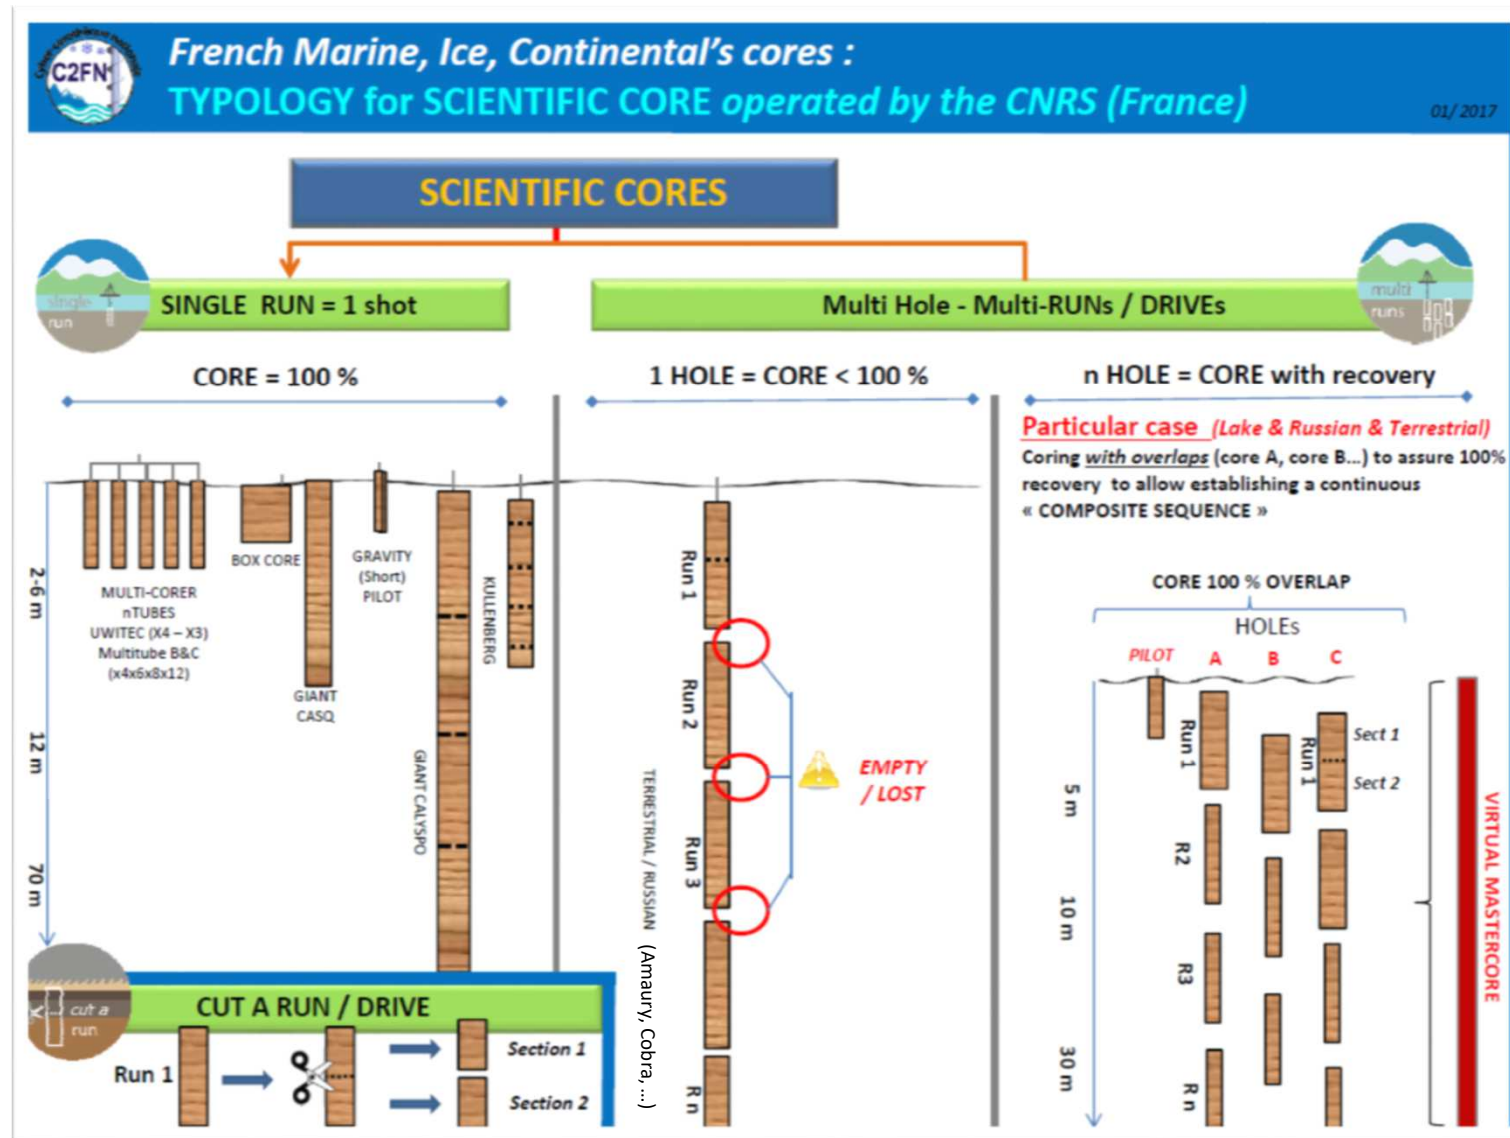 C2FN
French Marine, Ice, Continental's cores :
TYPOLOGY for SCIENTIFIC CORE operated by the CNRS (France)
01/ 2017
SCIENTIFIC CORES
single
run
SINGLE RUN = 1 shot
Multi Hole - Multi-RUNs / DRIVEs
multi
runs
CORE = 100 %
1 HOLE = CORE < 100 %
n HOLE = CORE with recovery
Particular case (Lake & Russian & Terrestrial)
Coring with overlaps (core A, core B...) to assure 100%
recovery to allow establishing a continuous
« COMPOSITE SEQUENCE »
2-6 m
12 m
70 m
MULTI-CORER
nTUBES
UWITEC (X4 – X3)
Multitube B&C
(x4x6x8x12)
BOX CORE
GIANT
CASQ
GRAVITY
(Short)
PILOT
GIANT CALYSPO
KULLENBERG
Run 1
Run 2
Run 3
R n
TERRESTRIAL / RUSSIAN (Amaury, Cobra, ...)
EMPTY
/ LOST
CORE 100 % OVERLAP
HOLEs
PILOT A B C
5 m
10 m
30 m
Run 1
R2
R3
R n
Run 1
Sect 1
Sect 2
VIRTUAL MASTERCORE
cut a
run
CUT A RUN / DRIVE
Run 1
Section 1
Section 2